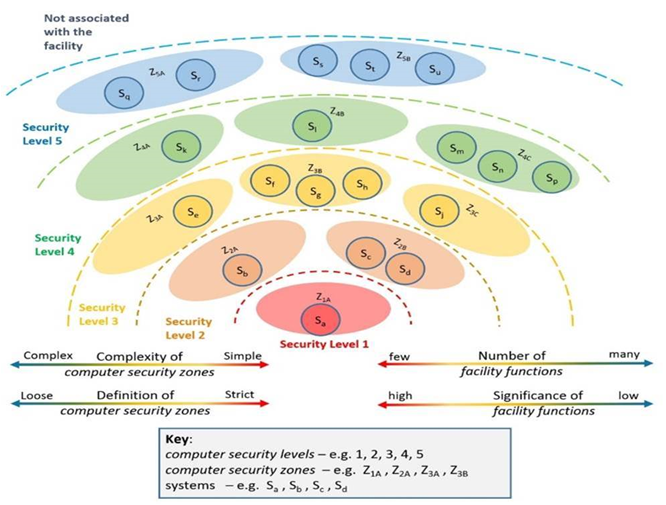 Not associated
with the
facility
Z5A
Sq
Sr
Z5B
Ss
St
Su
Security
Level 5
Z4A
Sk
Z4B
Sl
Z4C
Sm
Sn
Sp
Security
Level 4
Z3A
Se
Z3B
Sf
Sg
Sh
Z3C
Sj
Security
Level 3
Z2A
Sb
Z2B
Sc
Sd
Security
Level 2
Z1A
Sa
Security Level 1
Complex Complexity of Simple
computer security zones
few Number of many
facility functions
Loose Definition of Strict
computer security zones
high Significance of low
facility functions
Key:
computer security levels – e.g. 1, 2, 3, 4, 5
computer security zones – e.g. Z1A , Z2A , Z3A , Z3B
systems – e.g. Sa , Sb , Sc , Sd